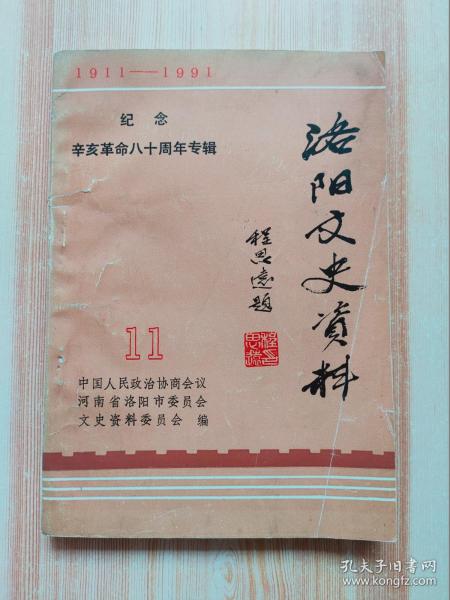 1911——1991
纪念
辛亥革命八十周年专辑
洛阳文史资料
程思远题
程思远
11
中国人民政治协商会议
河南省洛阳市委员会
文史资料委员会 编
孔夫子旧书网
www.kongfz.com